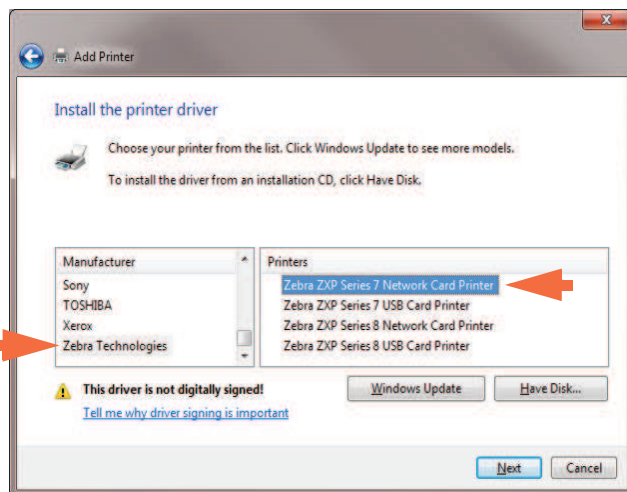 Add Printer
Install the printer driver
Choose your printer from the list. Click Windows Update to see more models.
To install the driver from an installation CD, click Have Disk.
Manufacturer
Sony
TOSHIBA
Xerox
Zebra Technologies
Printers
Zebra ZXP Series 7 Network Card Printer
Zebra ZXP Series 7 USB Card Printer
Zebra ZXP Series 8 Network Card Printer
Zebra ZXP Series 8 USB Card Printer
This driver is not digitally signed!
Tell me why driver signing is important
Windows Update
Have Disk...
Next
Cancel